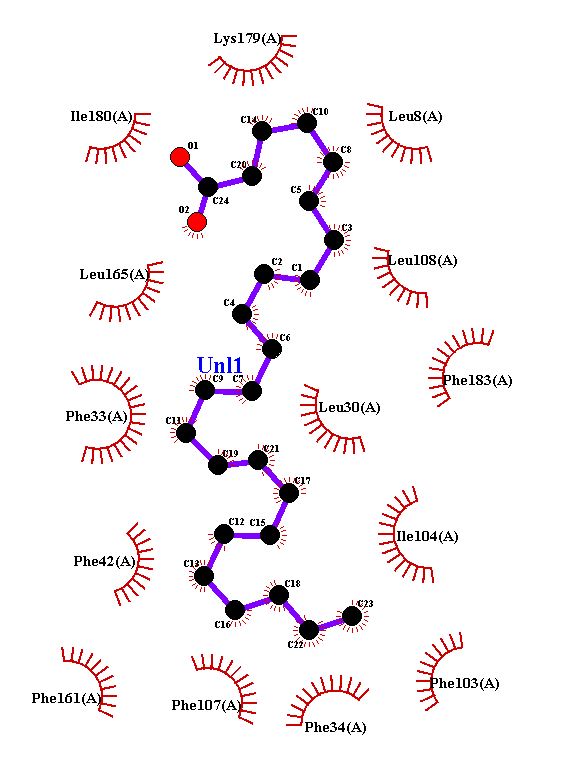 Lys179(A)
Ile180(A)
C14
C10
Leu8(A)
O1
C8
C20
C24
C5
O2
C3
Leu165(A)
C2
C1
Leu108(A)
C4
C6
Unl1
C9
C7
Phe183(A)
Phe33(A)
Leu30(A)
C11
C19
C21
C17
C12
C15
Ile104(A)
Phe42(A)
C13
C18
C23
C16
C22
Phe161(A)
Phe107(A)
Phe34(A)
Phe103(A)